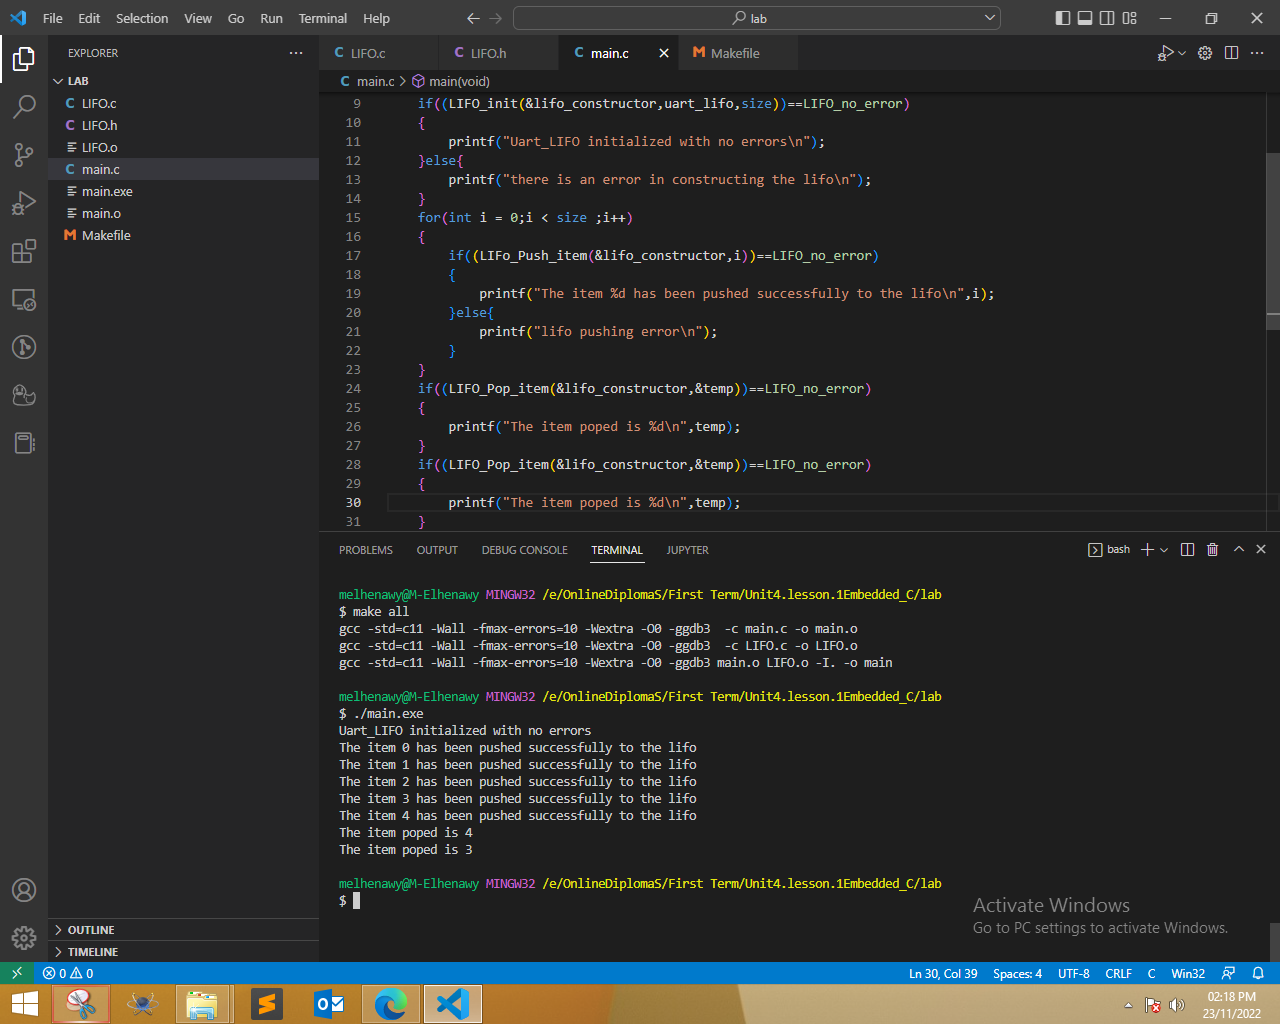 File Edit Selection View Go Run Terminal Help
lab
EXPLORER
LAB
C LIFO.c
C LIFO.h
LIFO.o
C main.c
main.exe
main.o
M Makefile
OUTLINE
TIMELINE
C LIFO.c C LIFO.h C main.c M Makefile
C main.c > main(void)
9 if((LIFO_init(&lifo_constructor,uart_lifo,size))==LIFO_no_error)
10 {
11 printf("Uart_LIFO initialized with no errors\n");
12 }else{
13 printf("there is an error in constructing the lifo\n");
14 }
15 for(int i = 0;i < size ;i++)
16 {
17 if((LIFo_Push_item(&lifo_constructor,i))==LIFO_no_error)
18 {
19 printf("The item %d has been pushed successfully to the lifo\n",i);
20 }else{
21 printf("lifo pushing error\n");
22 }
23 }
24 if((LIFO_Pop_item(&lifo_constructor,&temp))==LIFO_no_error)
25 {
26 printf("The item poped is %d\n",temp);
27 }
28 if((LIFO_Pop_item(&lifo_constructor,&temp))==LIFO_no_error)
29 {
30 printf("The item poped is %d\n",temp);
31 }
PROBLEMS OUTPUT DEBUG CONSOLE TERMINAL JUPYTER
bash
melhenawy@M-Elhenawy MINGW32 /e/OnlineDiplomaS/First Term/Unit4.lesson.1Embedded_C/lab
$ make all
gcc -std=c11 -Wall -fmax-errors=10 -Wextra -O0 -ggdb3 -c main.c -o main.o
gcc -std=c11 -Wall -fmax-errors=10 -Wextra -O0 -ggdb3 -c LIFO.c -o LIFO.o
gcc -std=c11 -Wall -fmax-errors=10 -Wextra -O0 -ggdb3 main.o LIFO.o -I. -o main
melhenawy@M-Elhenawy MINGW32 /e/OnlineDiplomaS/First Term/Unit4.lesson.1Embedded_C/lab
$ ./main.exe
Uart_LIFO initialized with no errors
The item 0 has been pushed successfully to the lifo
The item 1 has been pushed successfully to the lifo
The item 2 has been pushed successfully to the lifo
The item 3 has been pushed successfully to the lifo
The item 4 has been pushed successfully to the lifo
The item poped is 4
The item poped is 3
melhenawy@M-Elhenawy MINGW32 /e/OnlineDiplomaS/First Term/Unit4.lesson.1Embedded_C/lab
$
Activate Windows
Go to PC settings to activate Windows.
0 0 Ln 30, Col 39 Spaces: 4 UTF-8 CRLF C Win32
02:18 PM
23/11/2022